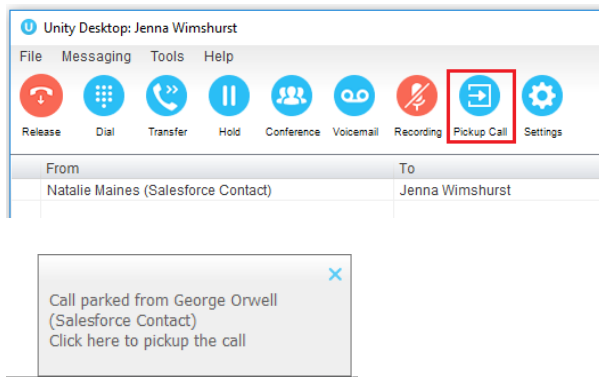 U Unity Desktop: Jenna Wimshurst
File Messaging Tools Help
Release Dial Transfer Hold Conference Voicemail Recording Pickup Call Settings
From To
Natalie Maines (Salesforce Contact) Jenna Wimshurst
Call parked from George Orwell
(Salesforce Contact)
Click here to pickup the call